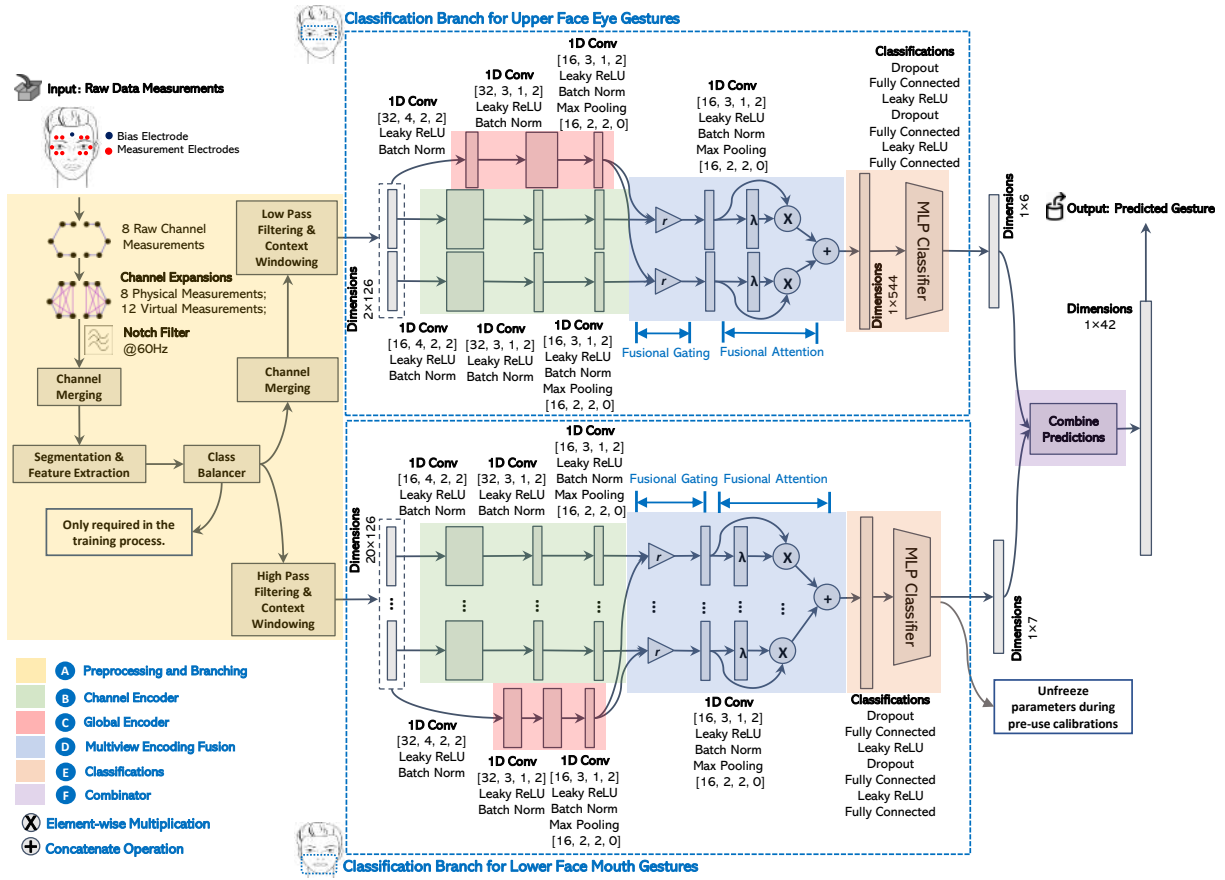 Classification Branch for Upper Face Eye Gestures
Input: Raw Data Measurements
Bias Electrode
Measurement Electrodes
8 Raw Channel
Measurements
Channel Expansions
8 Physical Measurements;
12 Virtual Measurements;
Notch Filter
@60Hz
Channel
Merging
Segmentation &
Feature Extraction
Class
Balancer
Only required in the
training process.
Low Pass
Filtering &
Context
Windowing
Channel
Merging
High Pass
Filtering &
Context
Windowing
Dimensions
2×126
1D Conv
[32, 4, 2, 2]
Leaky ReLU
Batch Norm
1D Conv
[32, 3, 1, 2]
Leaky ReLU
Batch Norm
1D Conv
[16, 3, 1, 2]
Leaky ReLU
Batch Norm
Max Pooling
[16, 2, 2, 0]
1D Conv
[16, 3, 1, 2]
Leaky ReLU
Batch Norm
Max Pooling
[16, 2, 2, 0]
Classifications
Dropout
Fully Connected
Leaky ReLU
Dropout
Fully Connected
Leaky ReLU
Fully Connected
r
λ
X
+
r
λ
X
Dimensions
1×544
MLP Classifier
1D Conv
[16, 4, 2, 2]
Leaky ReLU
Batch Norm
1D Conv
[32, 3, 1, 2]
Leaky ReLU
Batch Norm
1D Conv
[16, 3, 1, 2]
Leaky ReLU
Batch Norm
Max Pooling
[16, 2, 2, 0]
Fusional Gating
Fusional Attention
Dimensions
1×6
Output: Predicted Gesture
Dimensions
1×42
Combine
Predictions
Dimensions
1×7
Dimensions
20×126
1D Conv
[16, 4, 2, 2]
Leaky ReLU
Batch Norm
1D Conv
[32, 3, 1, 2]
Leaky ReLU
Batch Norm
1D Conv
[16, 3, 1, 2]
Leaky ReLU
Batch Norm
Max Pooling
[16, 2, 2, 0]
Fusional Gating
Fusional Attention
r
λ
X
+
...
...
...
...
...
...
...
r
λ
X
MLP Classifier
1D Conv
[32, 4, 2, 2]
Leaky ReLU
Batch Norm
1D Conv
[32, 3, 1, 2]
Leaky ReLU
Batch Norm
1D Conv
[16, 3, 1, 2]
Leaky ReLU
Batch Norm
Max Pooling
[16, 2, 2, 0]
1D Conv
[16, 3, 1, 2]
Leaky ReLU
Batch Norm
Max Pooling
[16, 2, 2, 0]
Classifications
Dropout
Fully Connected
Leaky ReLU
Dropout
Fully Connected
Leaky ReLU
Fully Connected
Unfreeze
parameters during
pre-use calibrations
A Preprocessing and Branching
B Channel Encoder
C Global Encoder
D Multiview Encoding Fusion
E Classifications
F Combinator
X Element-wise Multiplication
+ Concatenate Operation
Classification Branch for Lower Face Mouth Gestures